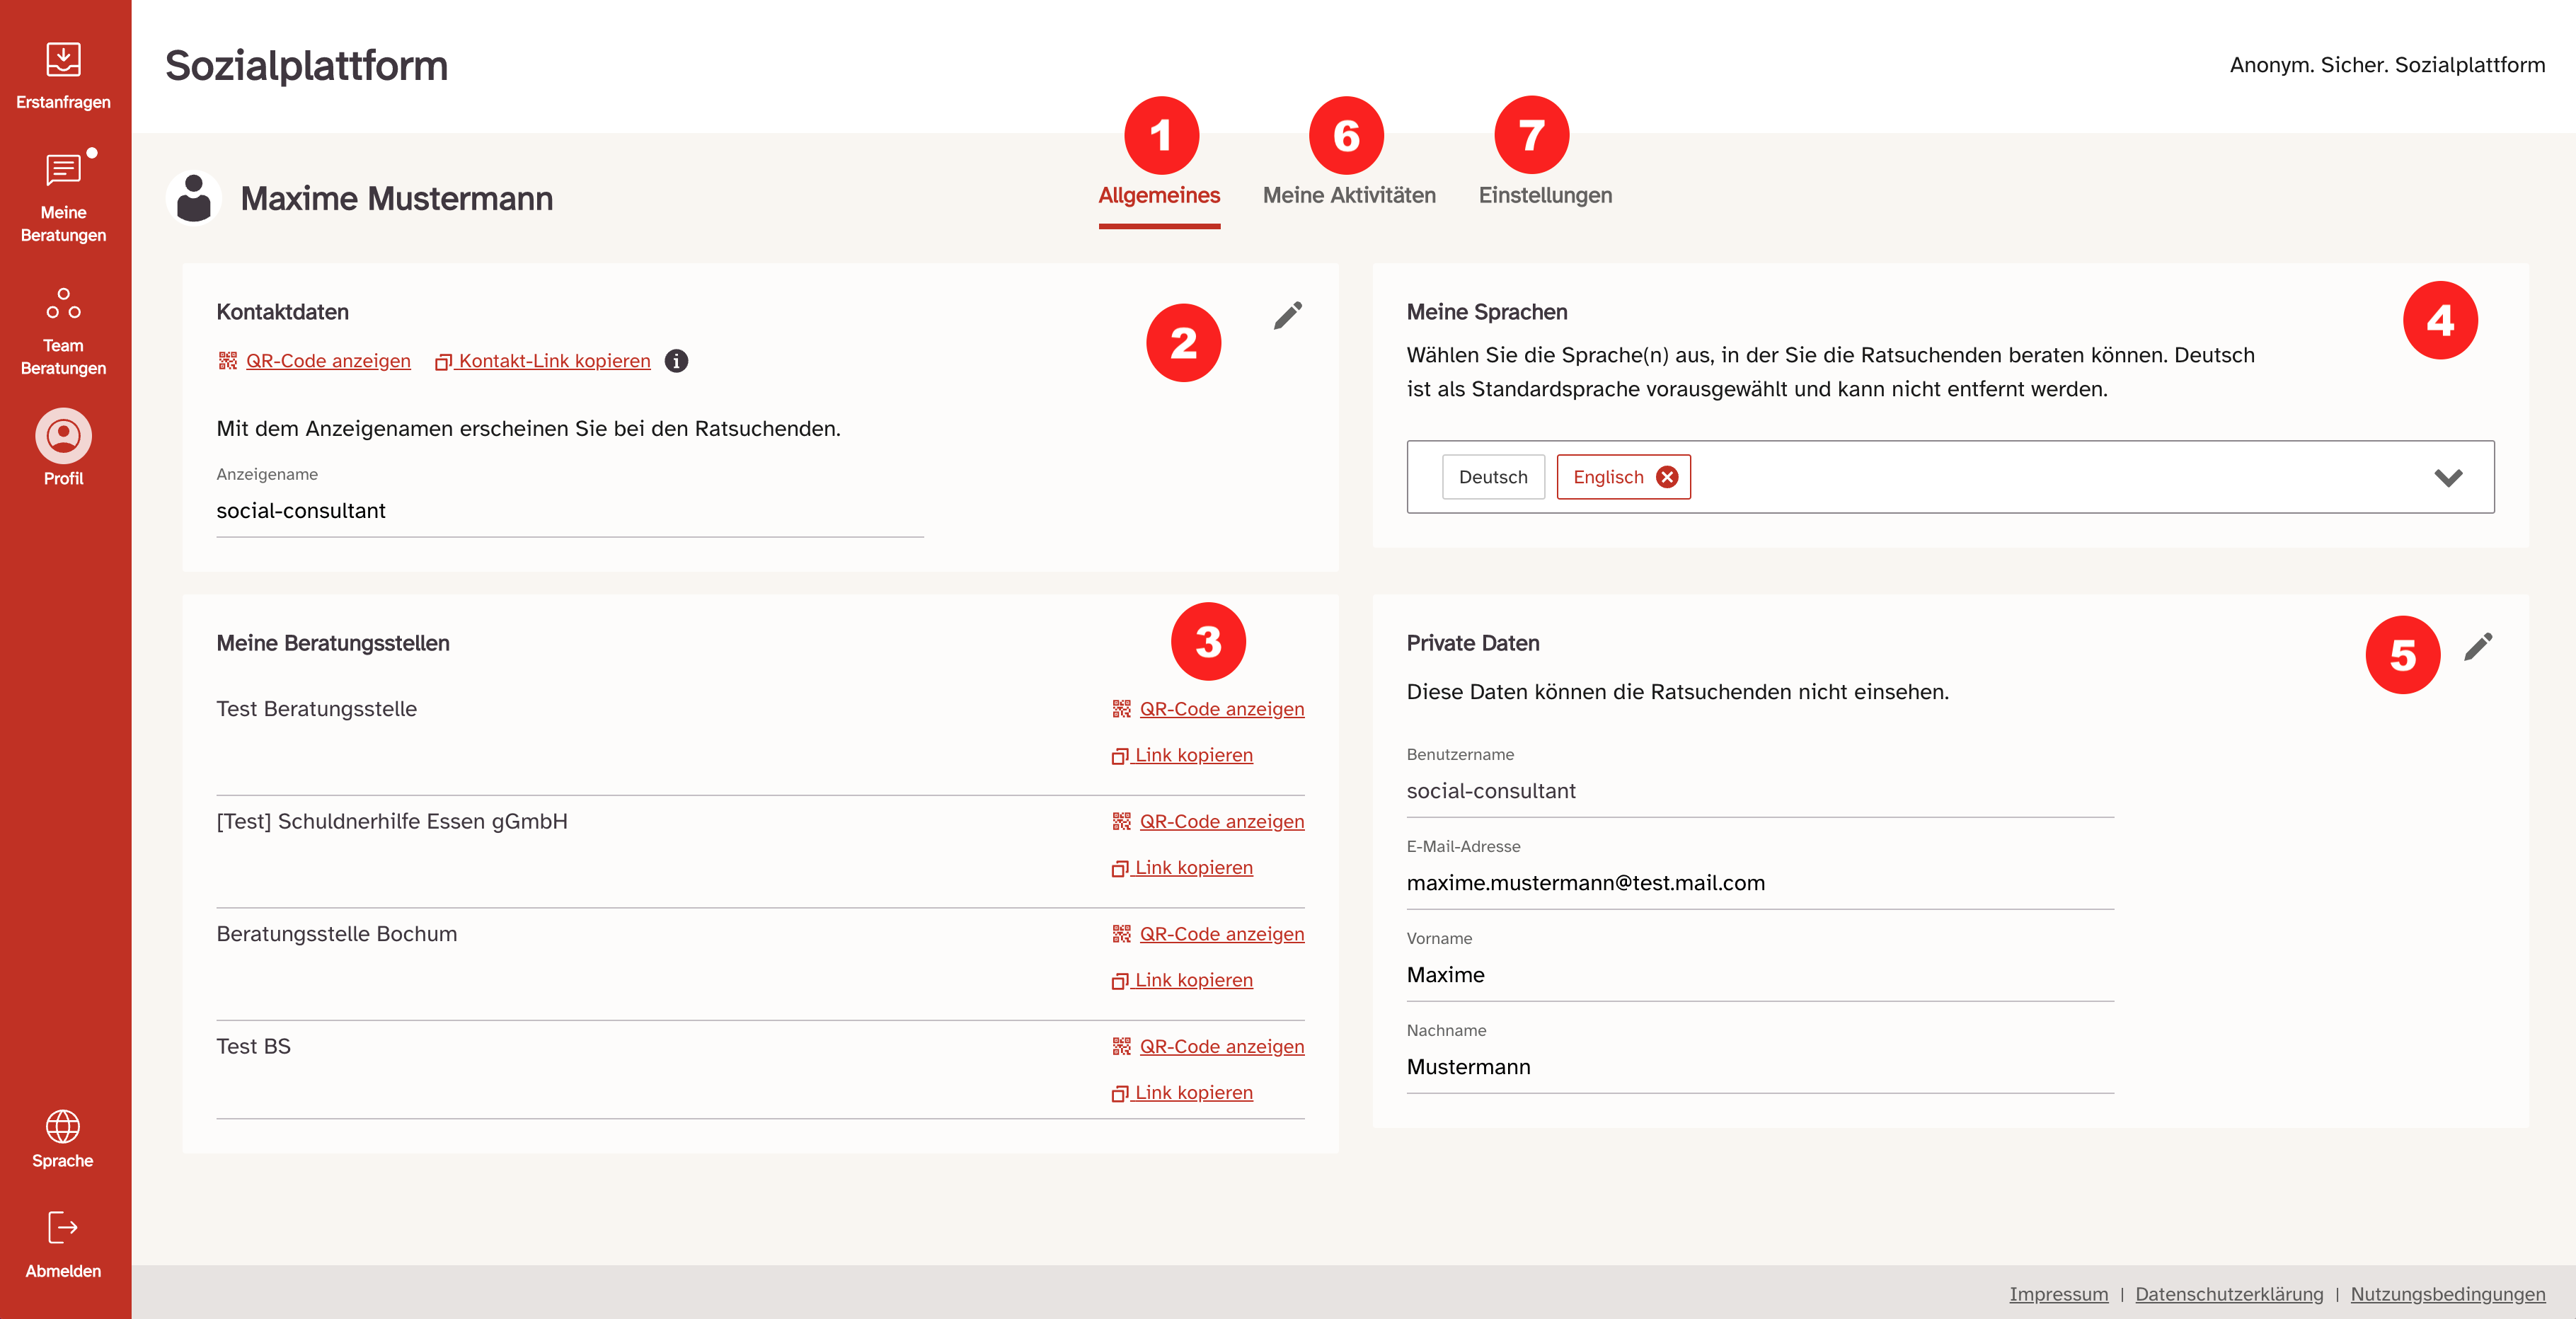 Erstanfragen
Meine
Beratungen
Team
Beratungen
Profil
Sprache
Abmelden
Sozialplattform
Anonym. Sicher. Sozialplattform
1
6
7
Maxime Mustermann
Allgemeines
Meine Aktivitäten
Einstellungen
Kontaktdaten
2
QR-Code anzeigen
Kontakt-Link kopieren
i
Mit dem Anzeigenamen erscheinen Sie bei den Ratsuchenden.
Anzeigename
social-consultant
Meine Sprachen
4
Wählen Sie die Sprache(n) aus, in der Sie die Ratsuchenden beraten können. Deutsch
ist als Standardsprache vorausgewählt und kann nicht entfernt werden.
Deutsch
Englisch
Meine Beratungsstellen
3
Test Beratungsstelle
QR-Code anzeigen
Link kopieren
[Test] Schuldnerhilfe Essen gGmbH
QR-Code anzeigen
Link kopieren
Beratungsstelle Bochum
QR-Code anzeigen
Link kopieren
Test BS
QR-Code anzeigen
Link kopieren
Private Daten
5
Diese Daten können die Ratsuchenden nicht einsehen.
Benutzername
social-consultant
E-Mail-Adresse
maxime.mustermann@test.mail.com
Vorname
Maxime
Nachname
Mustermann
Impressum | Datenschutzerklärung | Nutzungsbedingungen